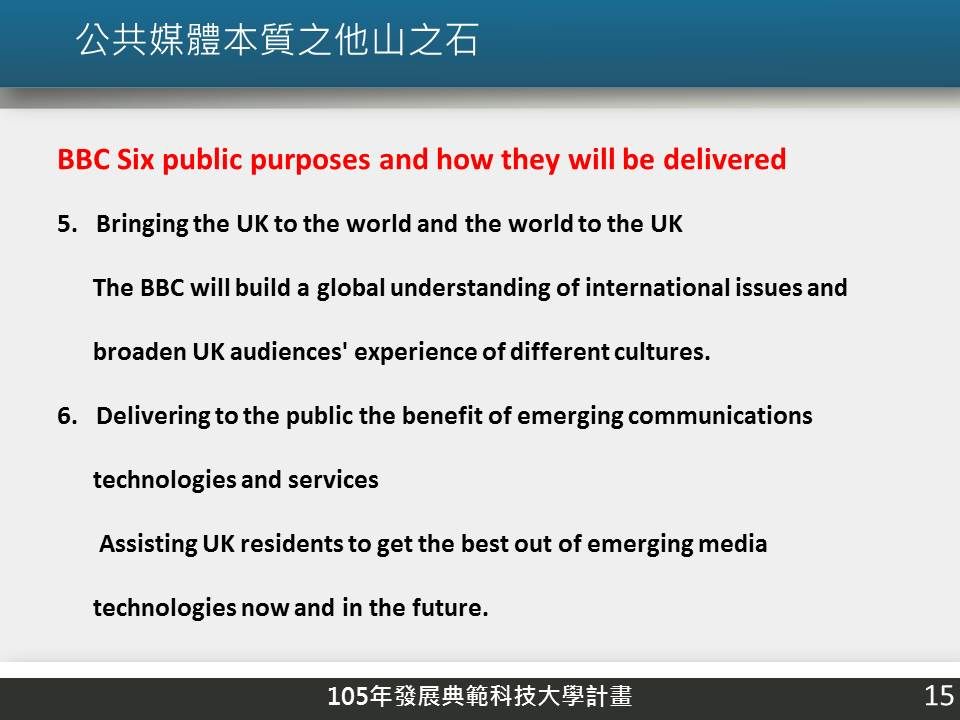 公共媒體本質之他山之石
BBC Six public purposes and how they will be delivered
5. Bringing the UK to the world and the world to the UK
The BBC will build a global understanding of international issues and
broaden UK audiences' experience of different cultures.
6. Delivering to the public the benefit of emerging communications
technologies and services
Assisting UK residents to get the best out of emerging media
technologies now and in the future.
105年發展典範科技大學計畫
15